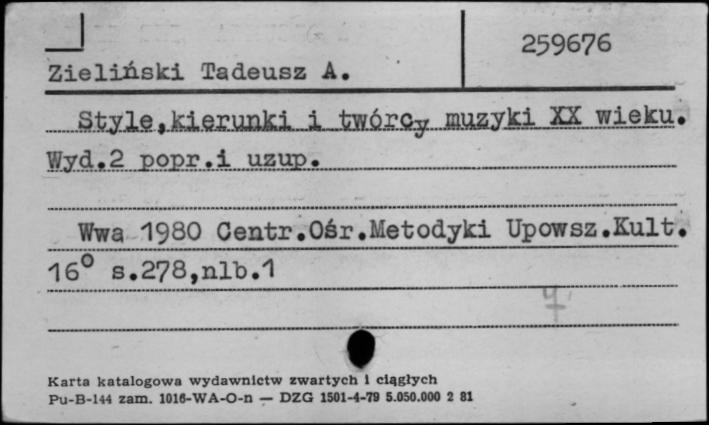 259676
Zieliński Tadeusz A.
Style,kierunki i twórcy muzyki XX wieku.
Wyd.2 popr.i uzup.
Wwa 1980 Centr.Ośr.Metodyki Upowsz.Kult.
16° s.278,nlb.1
Karta katalogowa wydawnictw zwartych i ciągłych
Pu-B-144 zam. 1016-WA-O-n — DZG 1501-4-79 5.050.000 2 81